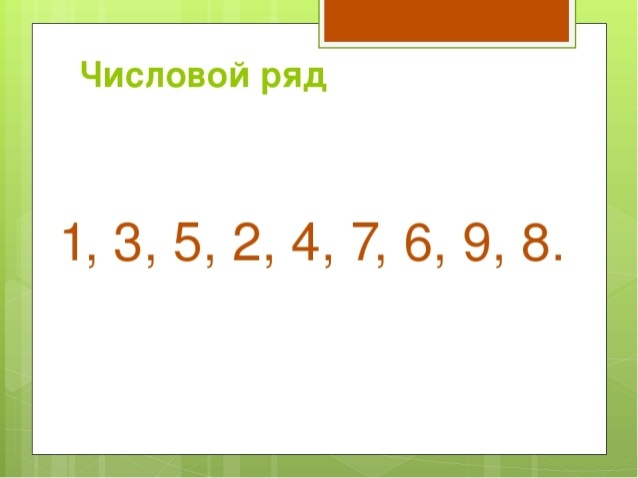 Числовой ряд
1, 3, 5, 2, 4, 7, 6, 9, 8.